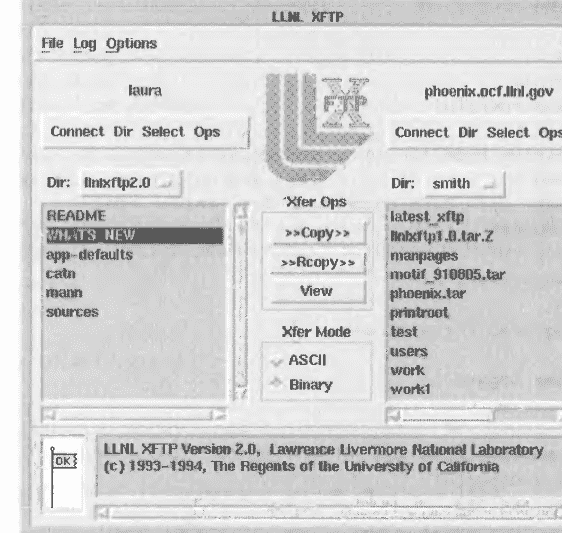 LLNL XFTP
File Log Options
laura
Connect Dir Select Ops
Dir: llnlxftp2.0
README
WHATS_NEW
app-defaults
catn
mann
sources
X
FTP
Xfer Ops
>>Copy>>
>>Rcopy>>
View
Xfer Mode
ASCII
Binary
phoenix.ocf.llnl.gov
Connect Dir Select Ops
Dir: smith
latest_xftp
llnlxftp1.0.tar.Z
manpages
motif_910805.tar
phoenix.tar
printroot
test
users
work
work1
OK
LLNL XFTP Version 2.0, Lawrence Livermore National Laboratory
(c) 1993-1994, The Regents of the University of California